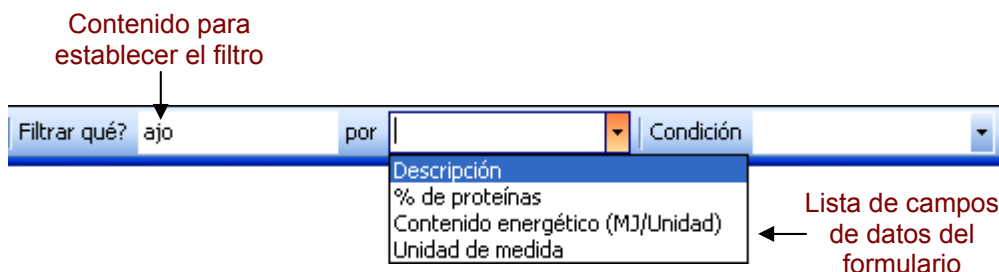 Contenido para
establecer el filtro
Filtrar qué? ajo por Condición
Descripción
% de proteínas
Contenido energético (MJ/Unidad)
Unidad de medida
Lista de campos
de datos del
formulario